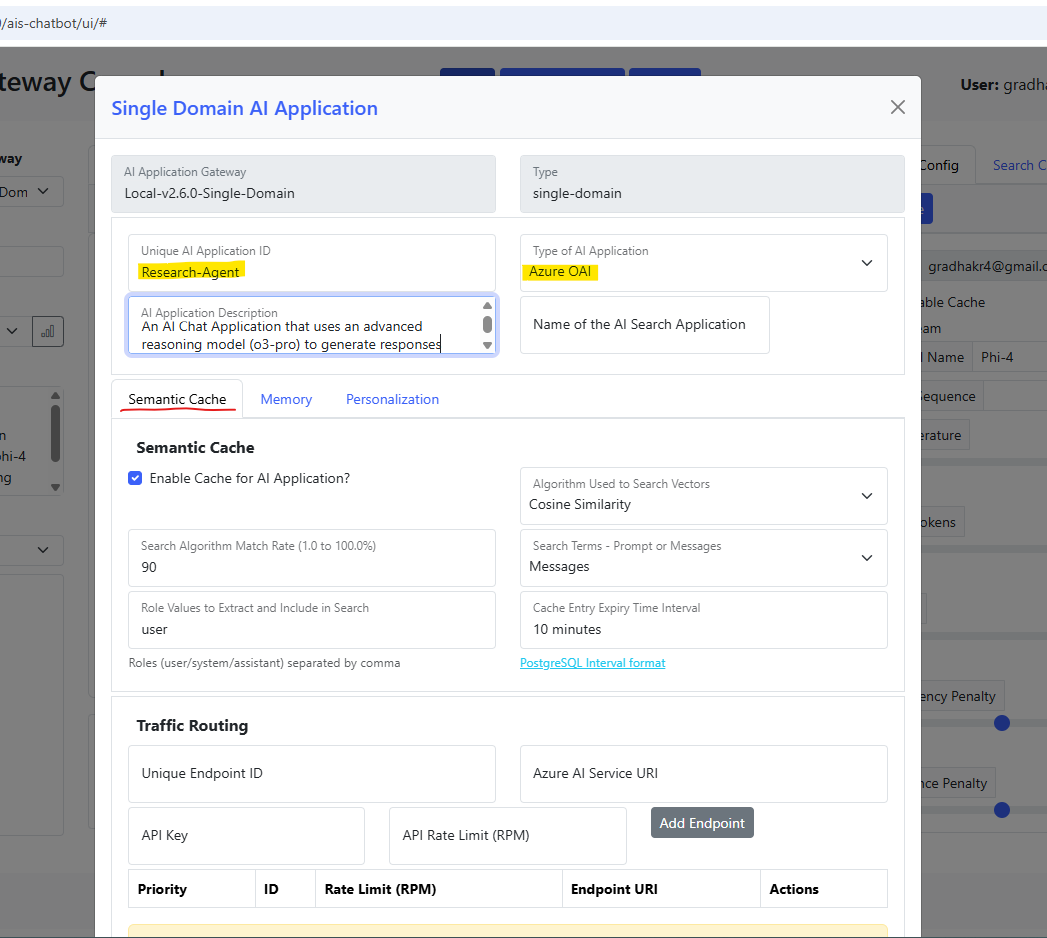 /ais-chatbot/ui/#
teway C
User: gradha
Single Domain AI Application
way
Config
Search C
AI Application Gateway
Local-v2.6.0-Single-Domain
Type
single-domain
Dom
Unique AI Application ID
Research-Agent
Type of AI Application
Azure OAI
gradhakr4@gmail.c
AI Application Description
An AI Chat Application that uses an advanced
reasoning model (o3-pro) to generate responses
Name of the AI Search Application
able Cache
eam
l Name
Phi-4
Semantic Cache
Memory
Personalization
equence
n
hi-4
ng
erature
Semantic Cache
Enable Cache for AI Application?
Algorithm Used to Search Vectors
Cosine Similarity
okens
Search Algorithm Match Rate (1.0 to 100.0%)
90
Search Terms - Prompt or Messages
Messages
Role Values to Extract and Include in Search
user
Cache Entry Expiry Time Interval
10 minutes
Roles (user/system/assistant) separated by comma
PostgreSQL Interval format
ency Penalty
Traffic Routing
Unique Endpoint ID
Azure AI Service URI
nce Penalty
API Key
API Rate Limit (RPM)
Add Endpoint
Priority
ID
Rate Limit (RPM)
Endpoint URI
Actions